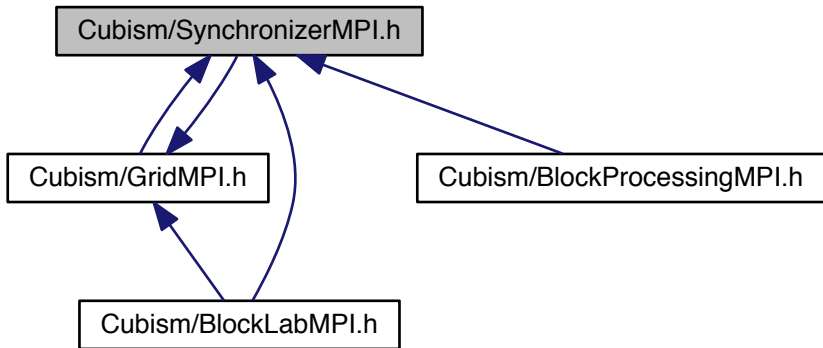 Cubism/SynchronizerMPI.h
Cubism/GridMPI.h
Cubism/BlockProcessingMPI.h
Cubism/BlockLabMPI.h